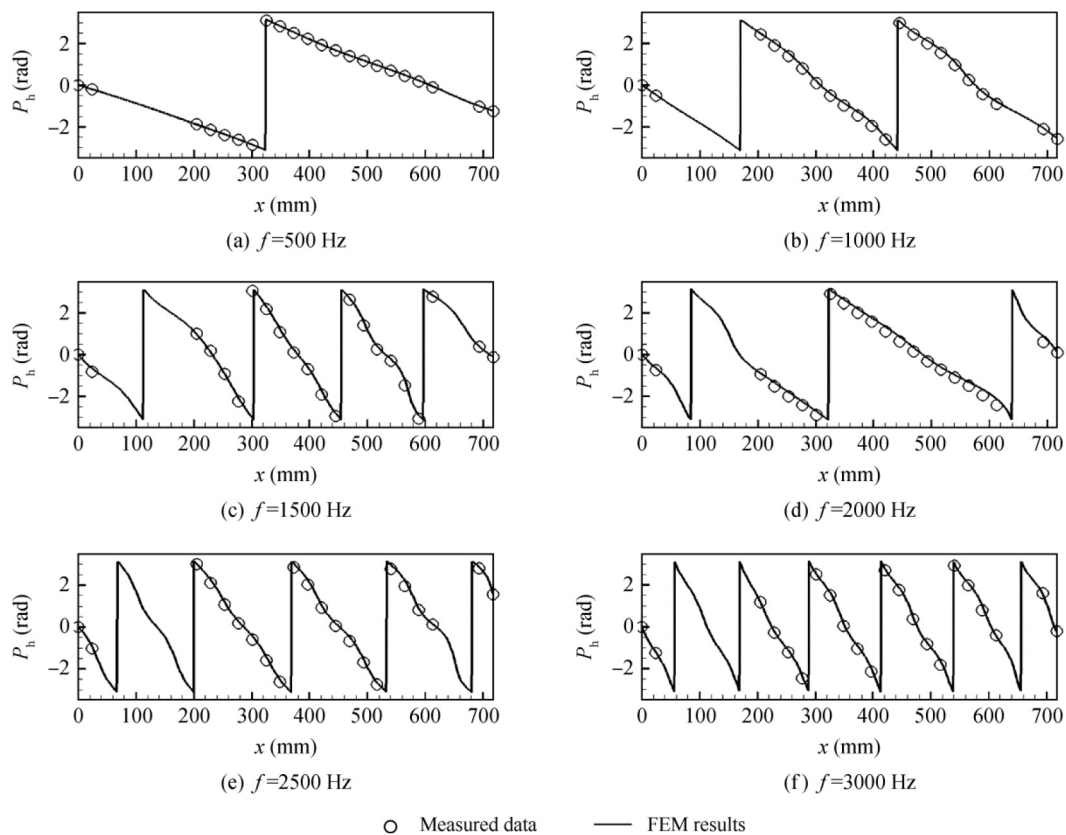 2
0
−2
P_h (rad)
0 100 200 300 400 500 600 700
x (mm)
(a) f=500 Hz
2
0
−2
P_h (rad)
0 100 200 300 400 500 600 700
x (mm)
(b) f=1000 Hz
2
0
−2
P_h (rad)
0 100 200 300 400 500 600 700
x (mm)
(c) f=1500 Hz
2
0
−2
P_h (rad)
0 100 200 300 400 500 600 700
x (mm)
(d) f=2000 Hz
2
0
−2
P_h (rad)
0 100 200 300 400 500 600 700
x (mm)
(e) f=2500 Hz
2
0
−2
P_h (rad)
0 100 200 300 400 500 600 700
x (mm)
(f) f=3000 Hz
Measured data FEM results